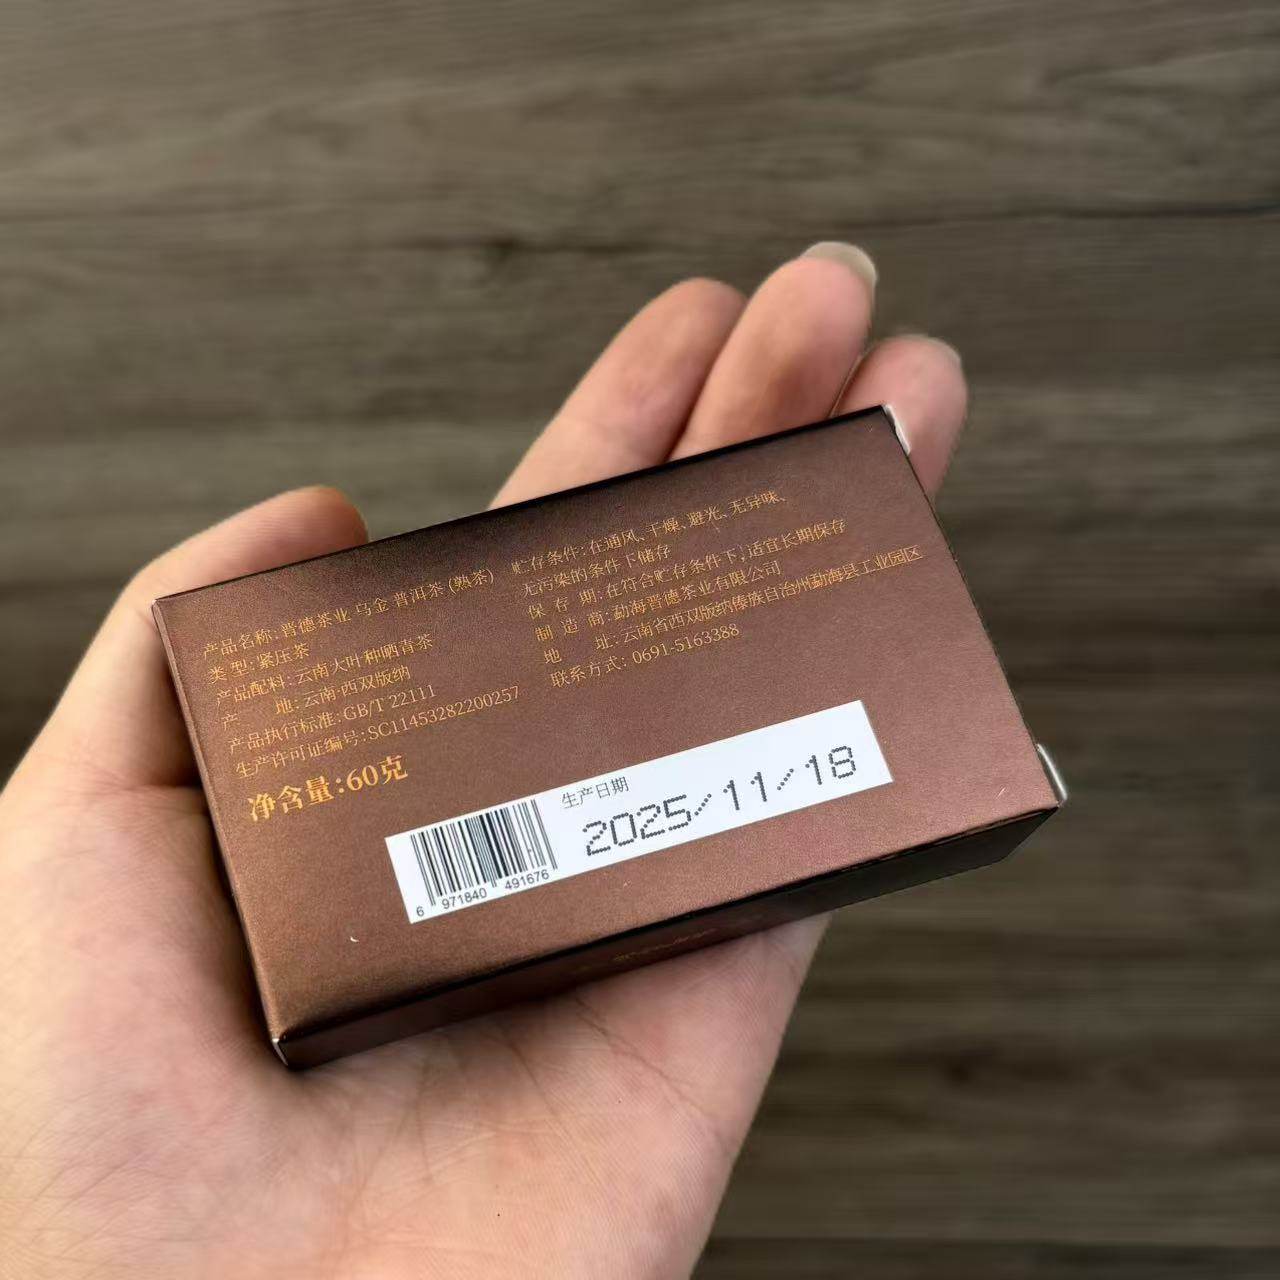 产品名称:晋德茶业 乌金 普洱茶 (熟茶)
类 型:紧压茶
产品配料:云南大叶种晒青茶
产 地:云南·西双版纳
产品执行标准: GB/T 22111
生产许可证编号:SC11453282200257
净含量:60克
贮存条件:在通风、干燥、避光、无异味、
无污染的条件下储存
保 存 期:在符合贮存条件下,适宜长期保存
制 造 商:勐海晋德茶业有限公司
地 址:云南省西双版纳傣族自治州勐海县工业园区
联系方式: 0691-5163388
生产日期
2025/11/18
6 971840 491676